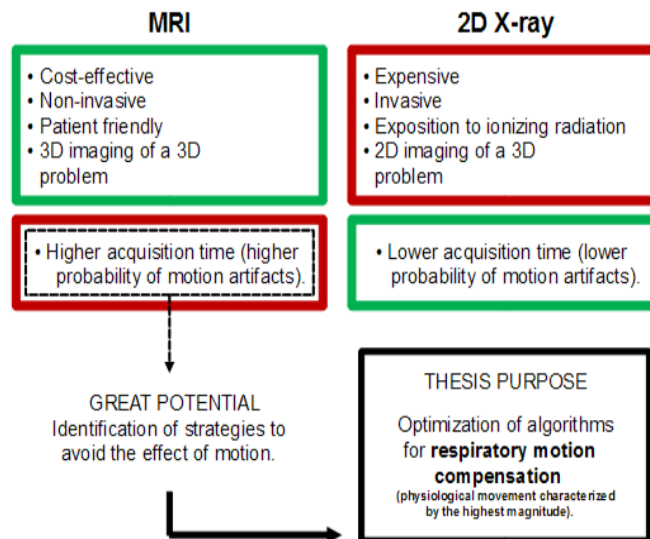 MRI
• Cost-effective
• Non-invasive
• Patient friendly
• 3D imaging of a 3D
problem
• Higher acquisition time (higher
probability of motion artifacts).
GREAT POTENTIAL
Identification of strategies to
avoid the effect of motion.
2D X-ray
• Expensive
• Invasive
• Exposition to ionizing radiation
• 2D imaging of a 3D
problem
• Lower acquisition time (lower
probability of motion artifacts).
THESIS PURPOSE
Optimization of algorithms
for respiratory motion
compensation
(physiological movement characterized
by the highest magnitude).